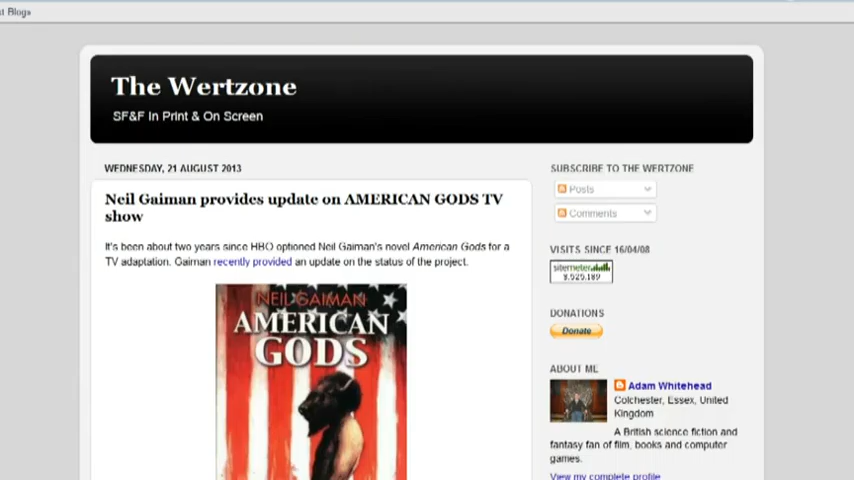 t Blogs
The Wertzone
SF&F In Print & On Screen
WEDNESDAY, 21 AUGUST 2013
Neil Gaiman provides update on AMERICAN GODS TV
show
It's been about two years since HBO optioned Neil Gaiman's novel American Gods for a
TV adaptation. Gaiman recently provided an update on the status of the project.
NEIL GAIMAN
AMERICAN
GODS
SUBSCRIBE TO THE WERTZONE
Posts
Comments
VISITS SINCE 16/04/08
sitemeter
DONATIONS
Donate
ABOUT ME
Adam Whitehead
Colchester, Essex, United
Kingdom
A British science fiction and
fantasy fan of film, books and computer
games.
View my complete profile